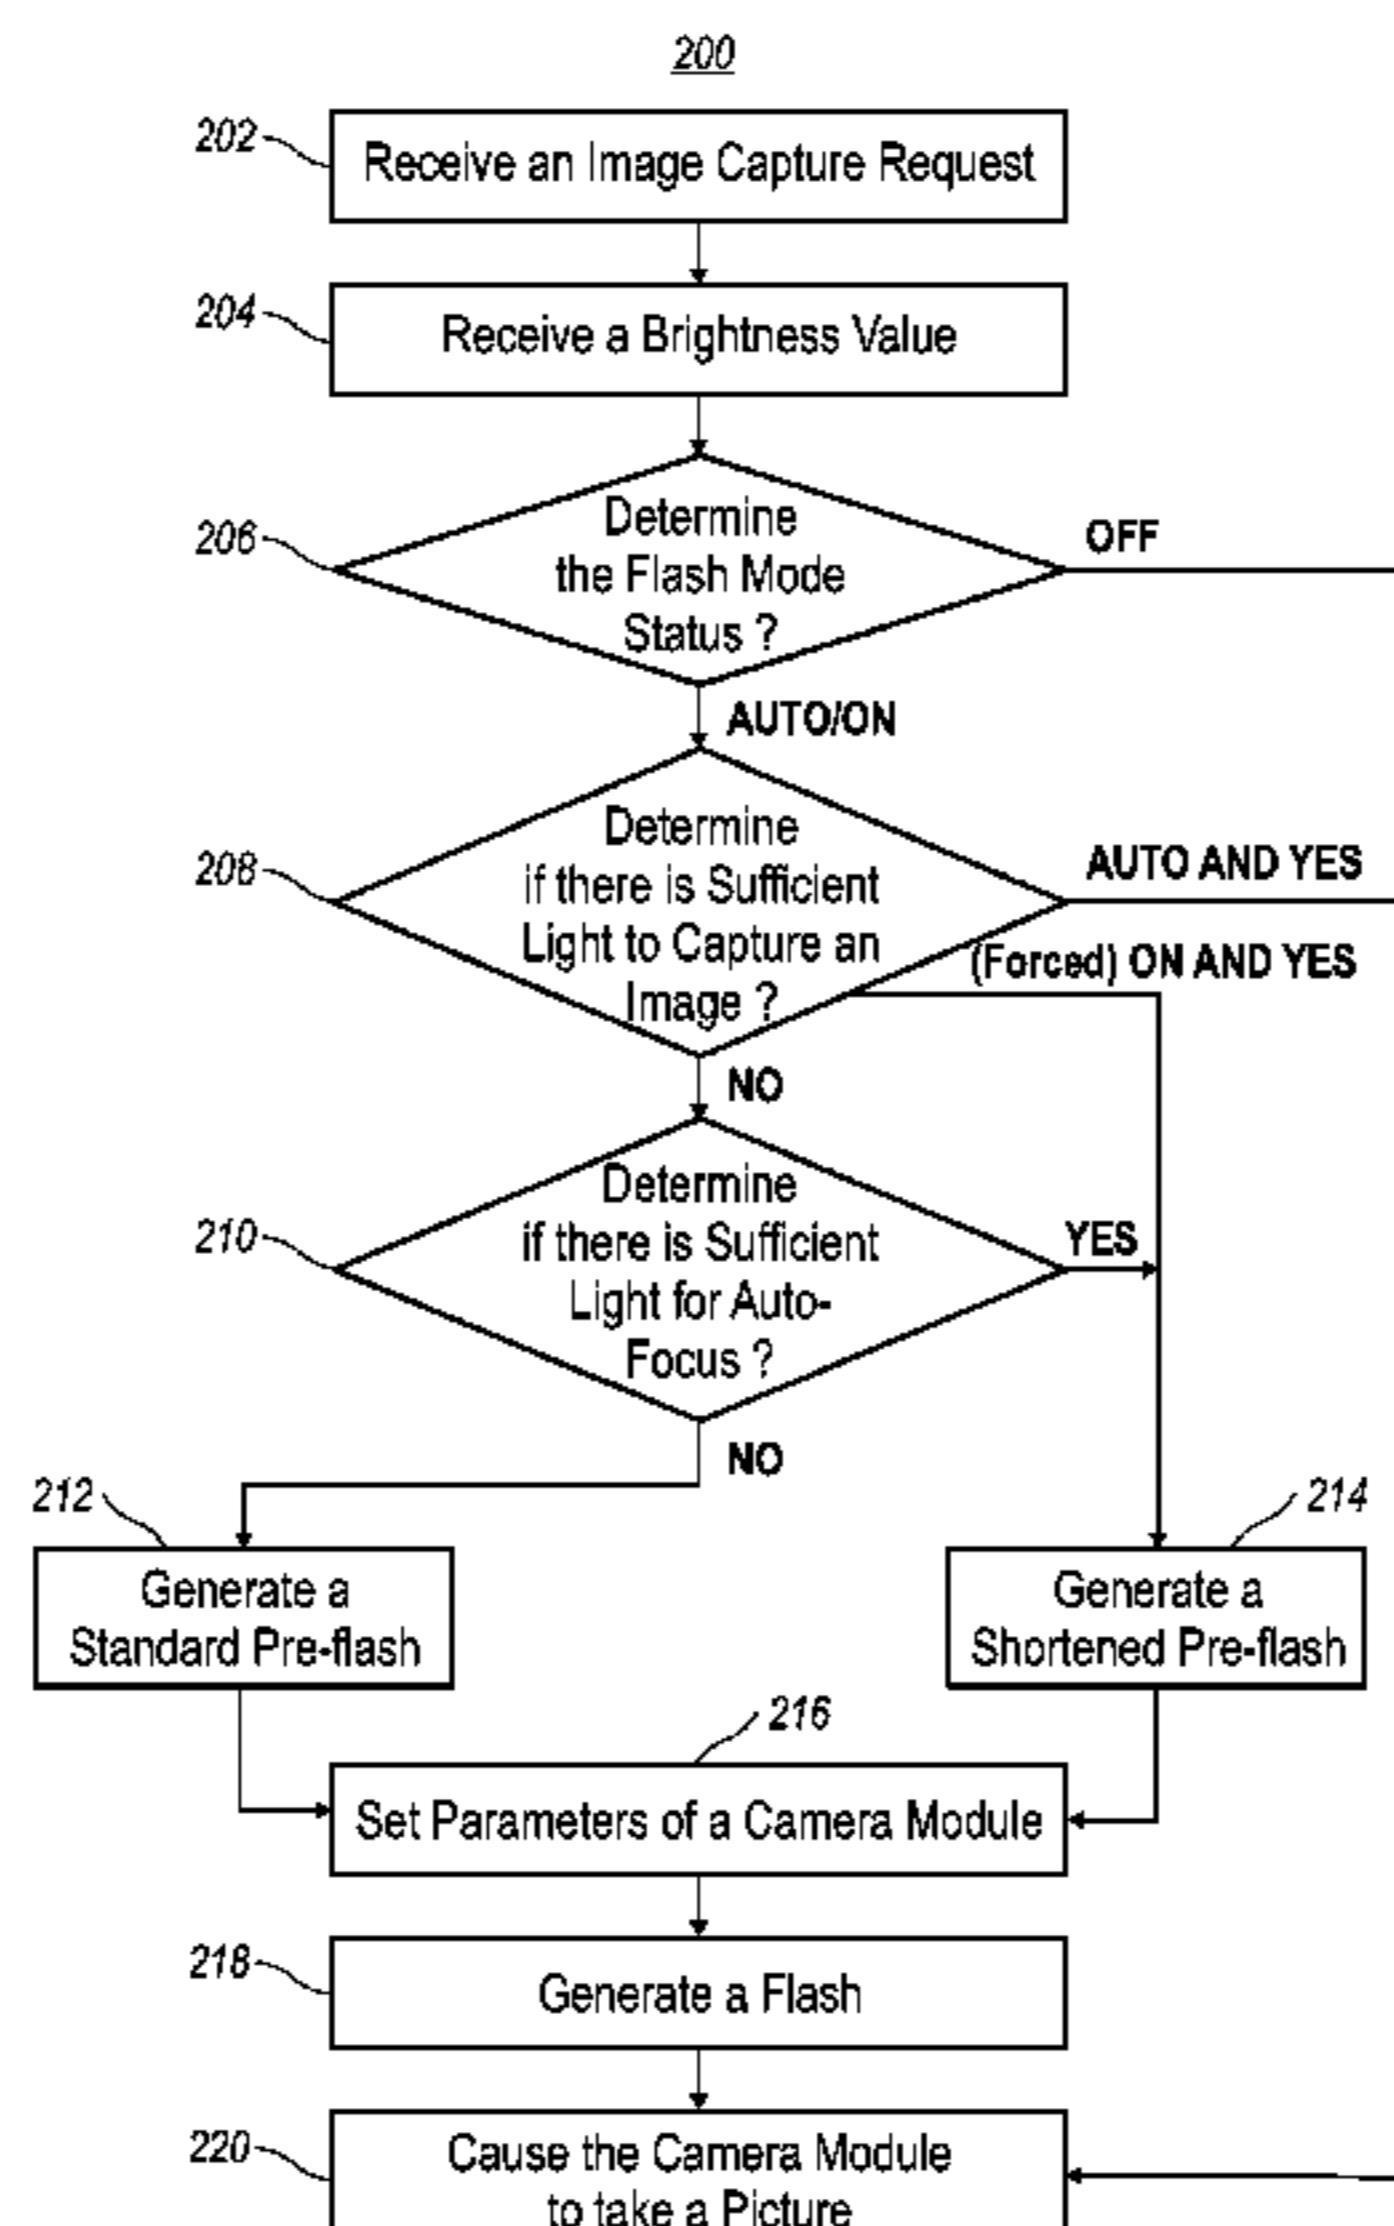 200
202
Receive an Image Capture Request
204
Receive a Brightness Value
206
Determine
the Flash Mode
Status ?
OFF
AUTO/ON
208
Determine
if there is Sufficient
Light to Capture an
Image ?
AUTO AND YES
(Forced) ON AND YES
NO
210
Determine
if there is Sufficient
Light for Auto-
Focus ?
YES
NO
212
Generate a
Standard Pre-flash
214
Generate a
Shortened Pre-flash
216
Set Parameters of a Camera Module
218
Generate a Flash
220
Cause the Camera Module
to take a Picture